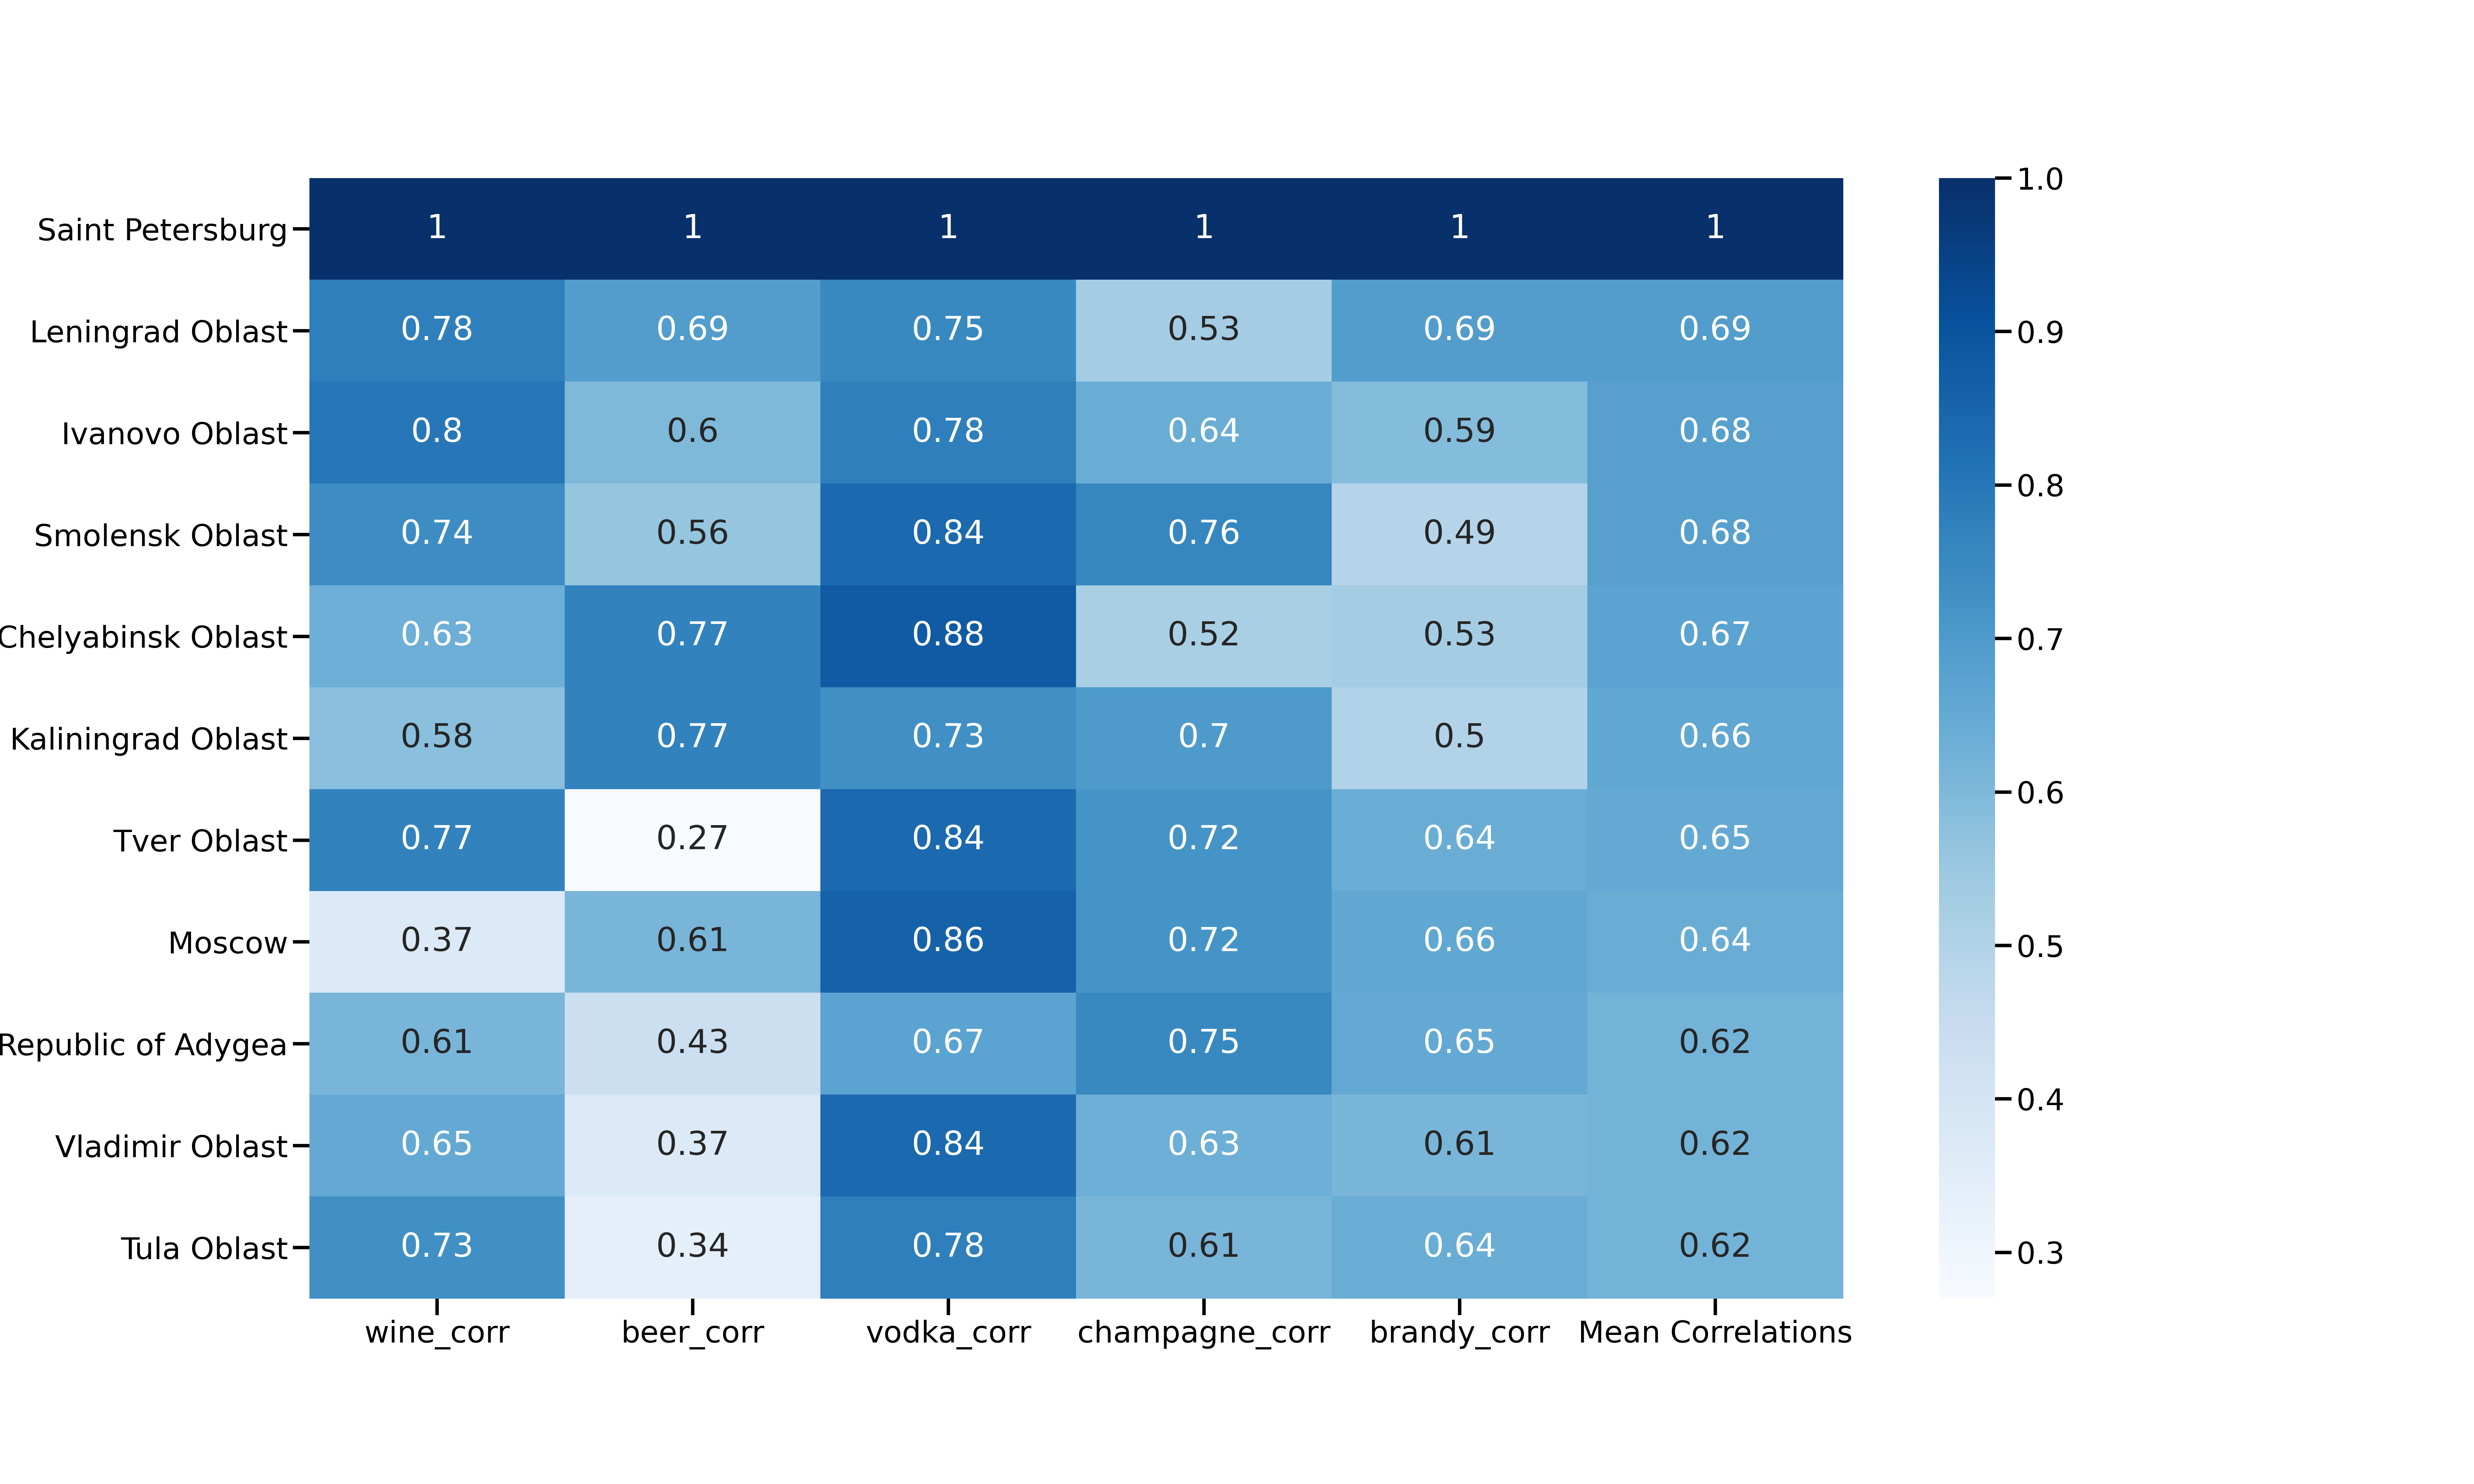 Saint Petersburg 1 1 1 1 1 1
Leningrad Oblast 0.78 0.69 0.75 0.53 0.69 0.69
Ivanovo Oblast 0.8 0.6 0.78 0.64 0.59 0.68
Smolensk Oblast 0.74 0.56 0.84 0.76 0.49 0.68
Chelyabinsk Oblast 0.63 0.77 0.88 0.52 0.53 0.67
Kaliningrad Oblast 0.58 0.77 0.73 0.7 0.5 0.66
Tver Oblast 0.77 0.27 0.84 0.72 0.64 0.65
Moscow 0.37 0.61 0.86 0.72 0.66 0.64
Republic of Adygea 0.61 0.43 0.67 0.75 0.65 0.62
Vladimir Oblast 0.65 0.37 0.84 0.63 0.61 0.62
Tula Oblast 0.73 0.34 0.78 0.61 0.64 0.62
wine_corr beer_corr vodka_corr champagne_corr brandy_corr Mean Correlations
1.0
0.9
0.8
0.7
0.6
0.5
0.4
0.3